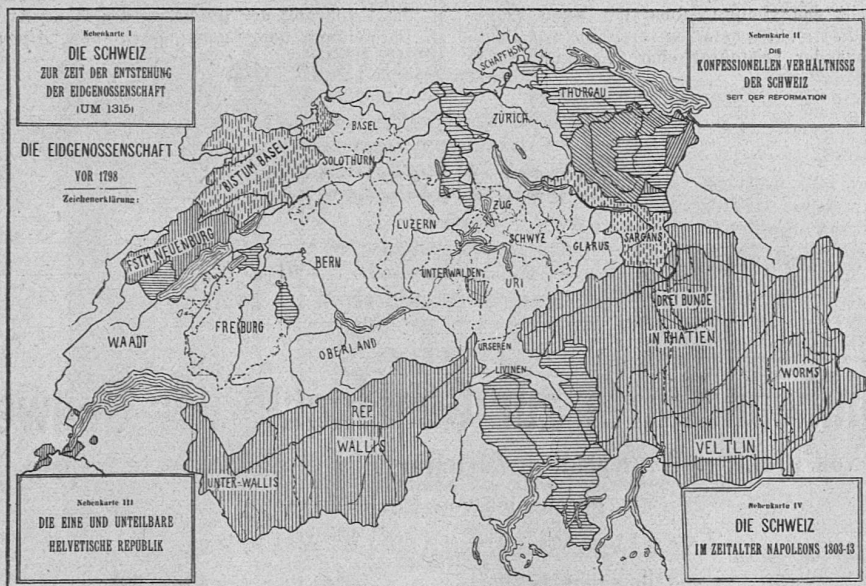 Nebenkarte I
DIE SCHWEIZ
ZUR ZEIT DER ENTSTEHUNG
DER EIDGENOSSENSCHAFT
(UM 1315)
Nebenkarte II
DIE
KONFESSIONELLEN VERHÄLTNISSE
DER SCHWEIZ
SEIT DER REFORMATION
DIE EIDGENOSSENSCHAFT
VOR 1798
Zeichenerklärung:
SCHAFFHSN.
THURGAU
ZÜRICH
BASEL
SOLOTHURN
BISTUM BASEL
FSTM. NEUENBURG
LUZERN
ZUG
SCHWYZ
GLARUS
SARGANS
BERN
UNTERWALDEN
URI
FREIBURG
WAADT
OBERLAND
URSEREN
LIVINEN
DREI BÜNDE
IN RHÄTIEN
WORMS
VELTLIN
REP.
WALLIS
UNTER-WALLIS
Nebenkarte III
DIE EINE UND UNTEILBARE
HELVETISCHE REPUBLIK
Nebenkarte IV
DIE SCHWEIZ
IM ZEITALTER NAPOLEONS 1803-13